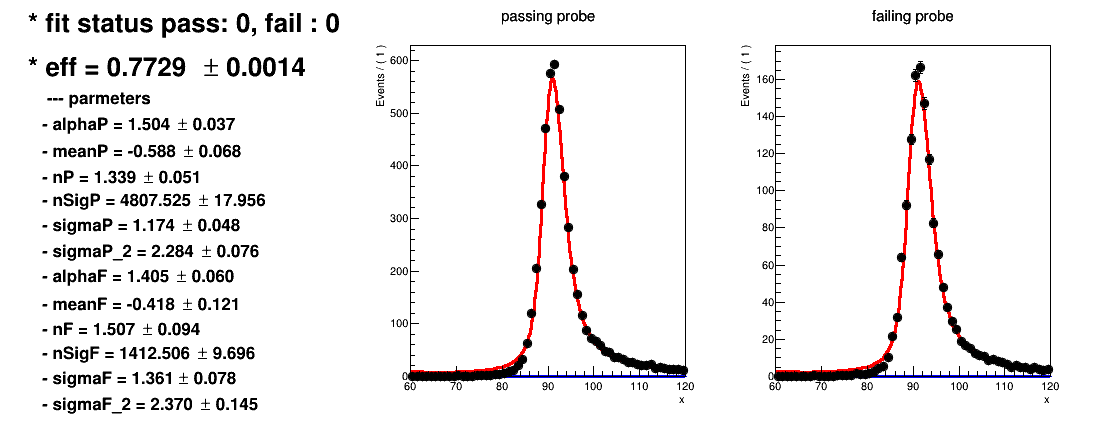 * fit status pass: 0, fail : 0
* eff = 0.7729 ± 0.0014
--- parmeters
- alphaP = 1.504 ± 0.037
- meanP = -0.588 ± 0.068
- nP = 1.339 ± 0.051
- nSigP = 4807.525 ± 17.956
- sigmaP = 1.174 ± 0.048
- sigmaP_2 = 2.284 ± 0.076
- alphaF = 1.405 ± 0.060
- meanF = -0.418 ± 0.121
- nF = 1.507 ± 0.094
- nSigF = 1412.506 ± 9.696
- sigmaF = 1.361 ± 0.078
- sigmaF_2 = 2.370 ± 0.145
passing probe
Events / ( 1 )
600
500
400
300
200
100
0
60 70 80 90 100 110 120
x
failing probe
Events / ( 1 )
160
140
120
100
80
60
40
20
0
60 70 80 90 100 110 120
x